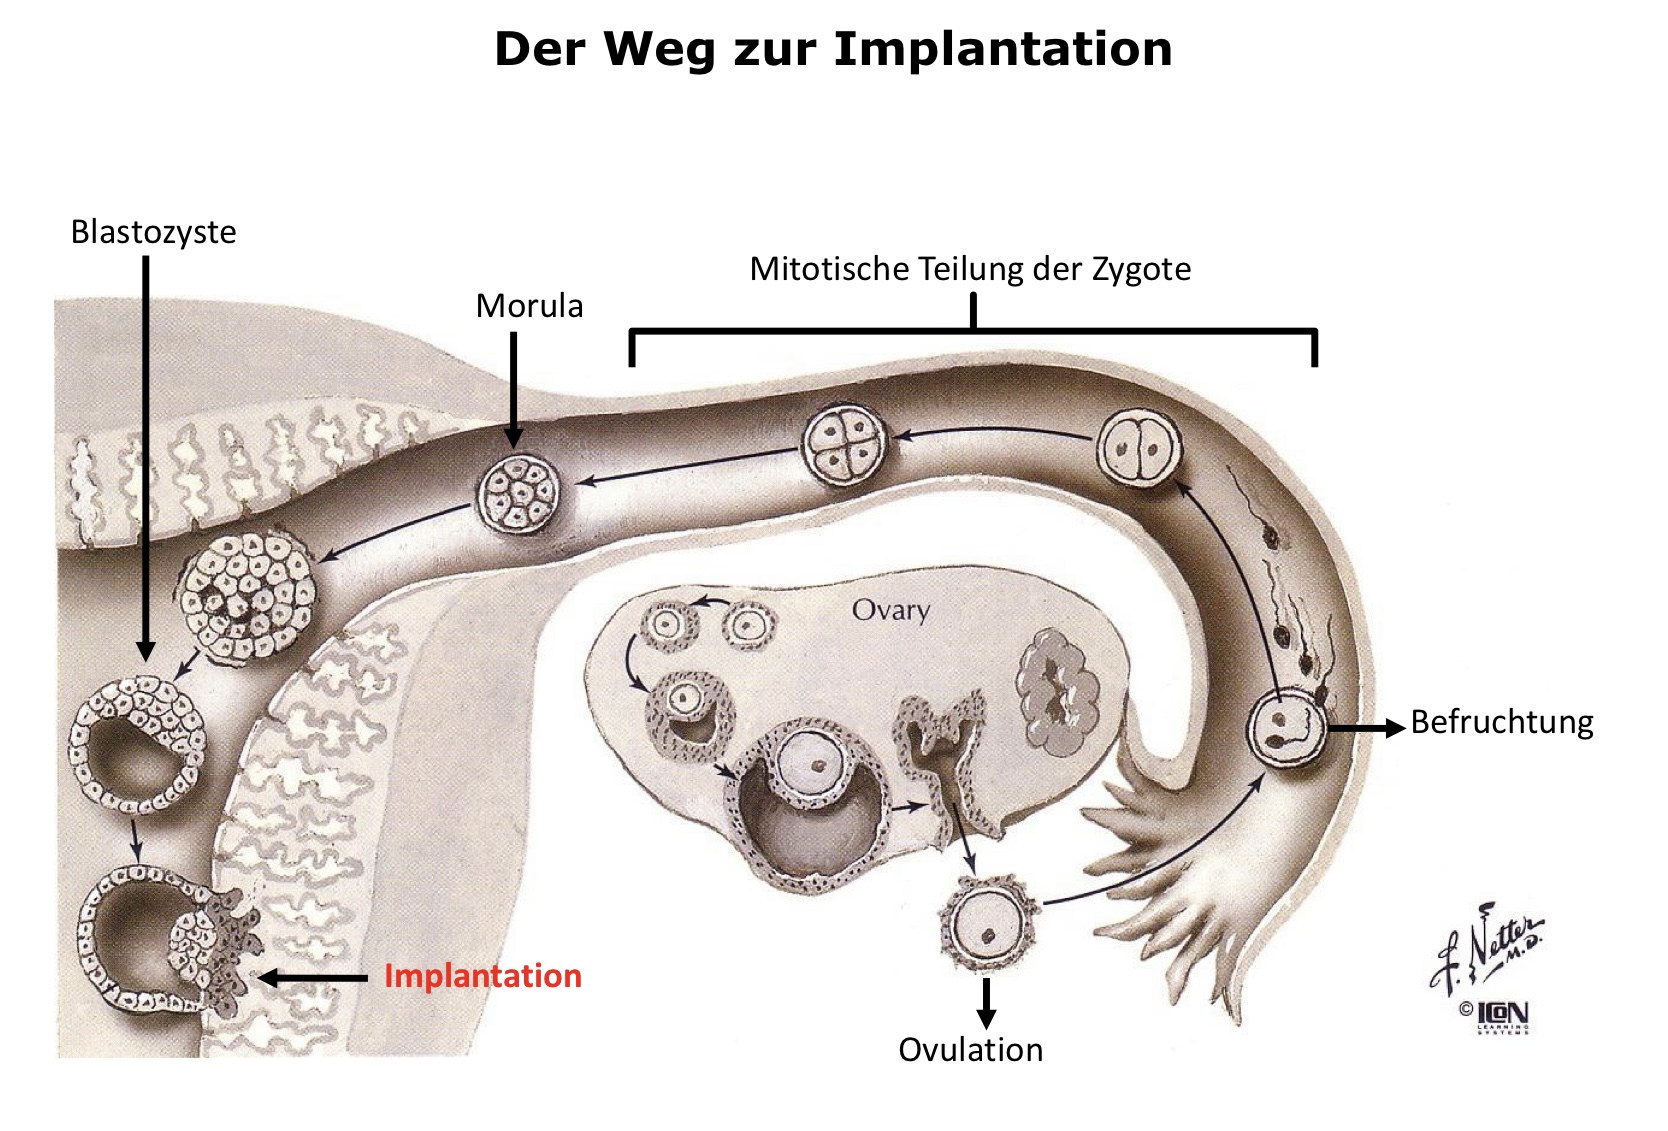 Der Weg zur Implantation
Blastozyste
Mitotische Teilung der Zygote
Morula
Ovary
Befruchtung
Implantation
Ovulation
F. Netter
M.D.
© ICON
LEARNING
SYSTEMS